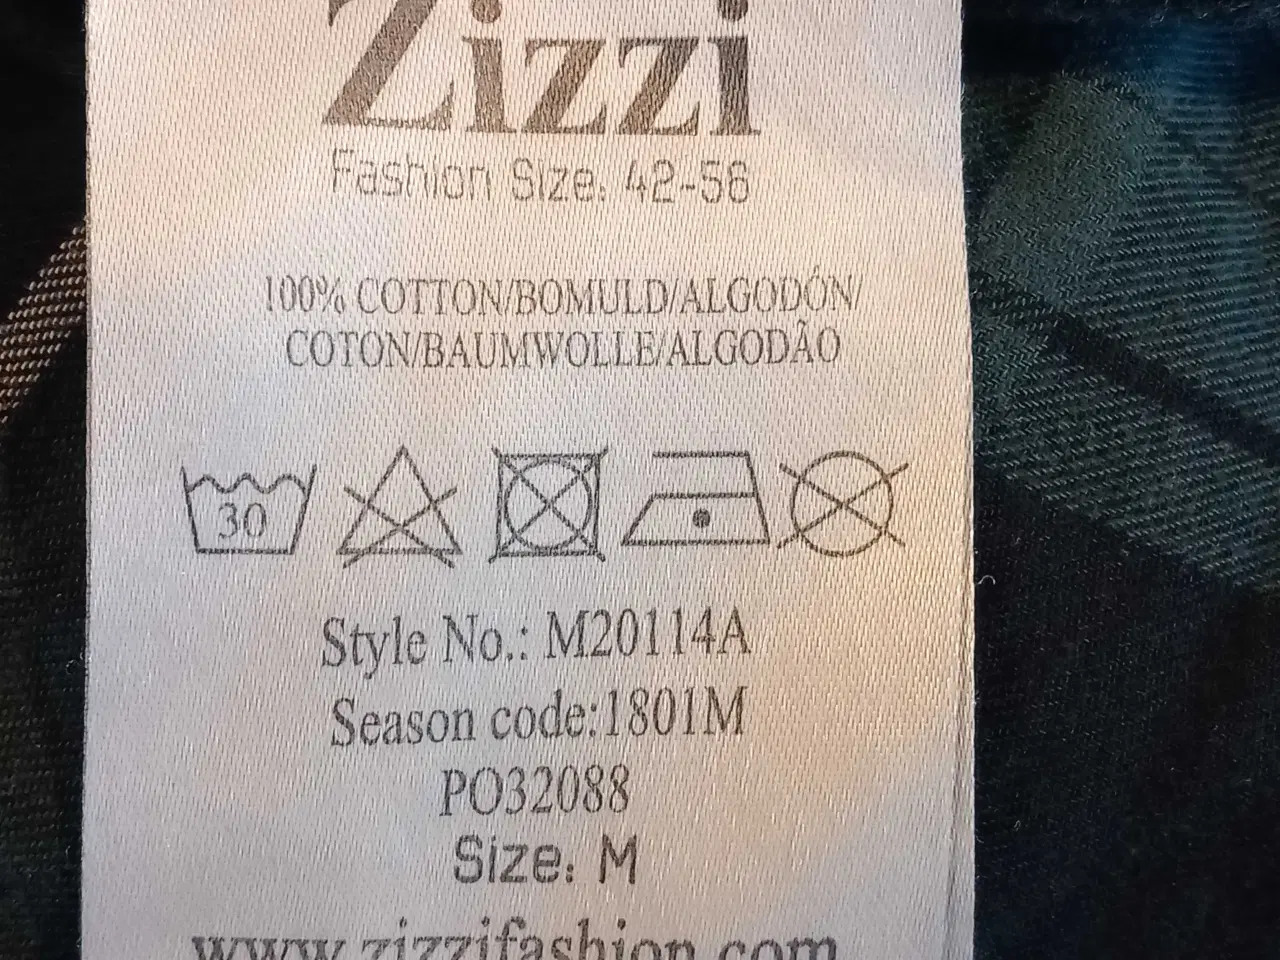 Zizzi
Fashion Size: 42-56
100% COTTON/BOMULD/ALGODÓN/
COTON/BAUMWOLLE/ALGODÃO
30
Style No.: M20114A
Season code:1801M
PO32088
Size: M
www.zizzifashion.com